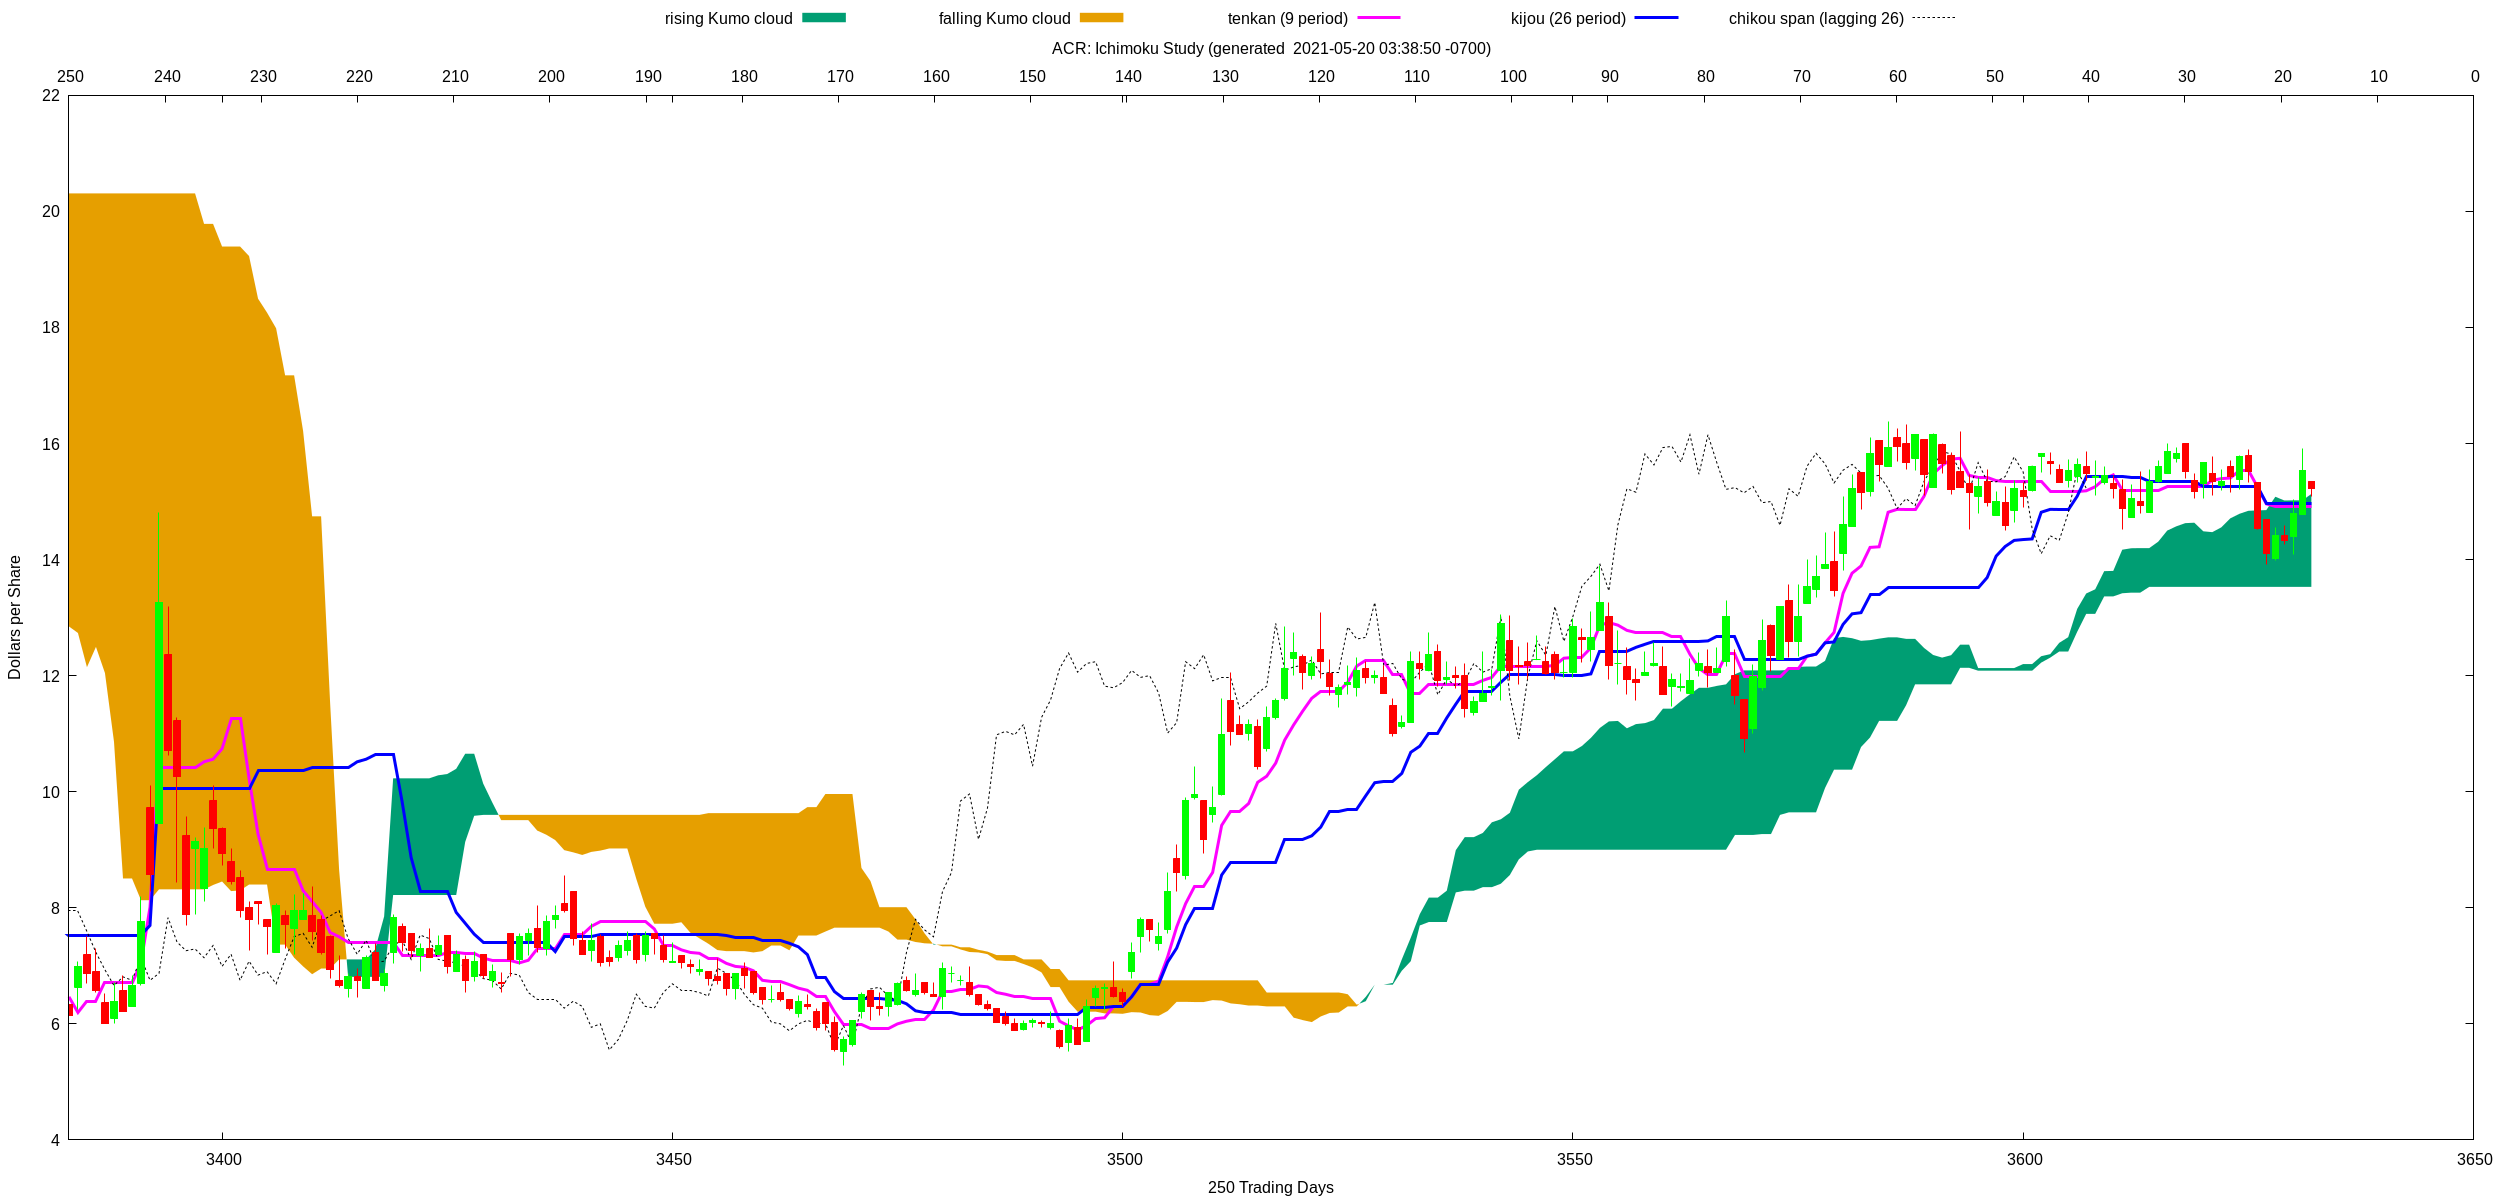 rising Kumo cloud falling Kumo cloud tenkan (9 period) kijou (26 period) chikou span (lagging 26)
ACR: Ichimoku Study (generated  2021-05-20 03:38:50 -0700)
250 240 230 220 210 200 190 180 170 160 150 140 130 120 110 100 90 80 70 60 50 40 30 20 10 0
22
20
18
16
14
12
10
8
6
4
Dollars per Share
3400 3450 3500 3550 3600 3650
250 Trading Days